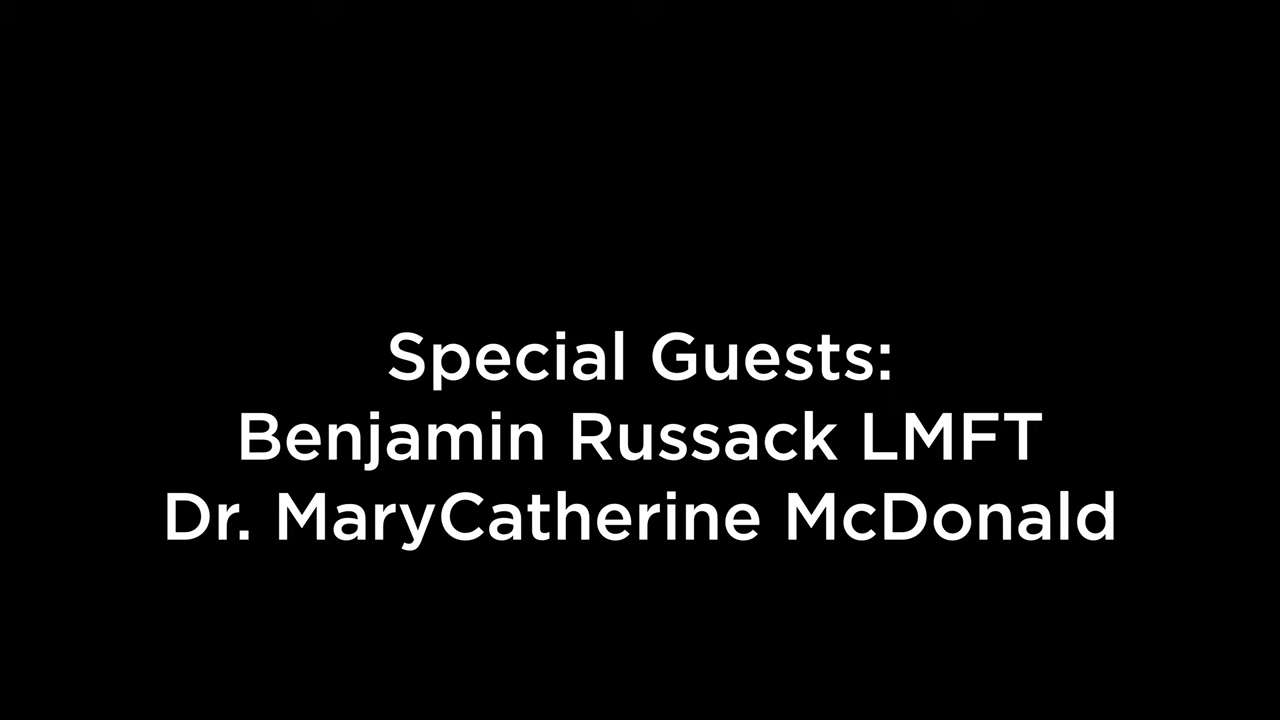 Special Guests:
Benjamin Russack LMFT
Dr. MaryCatherine McDonald